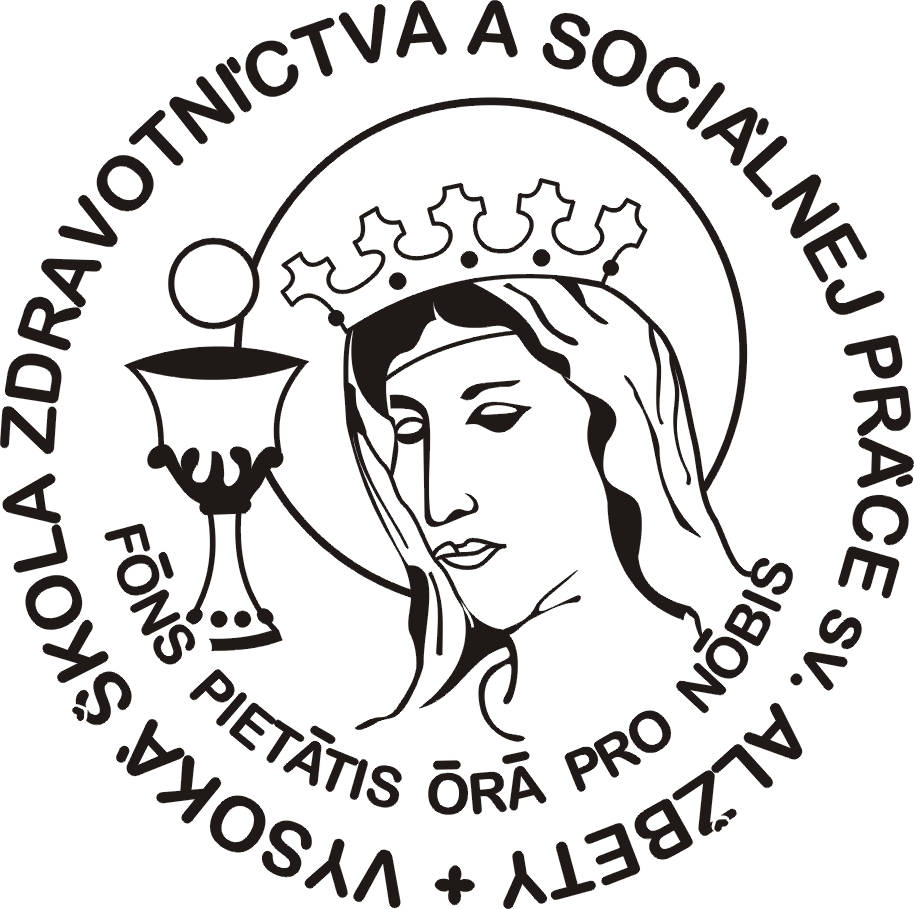 VYSOKÁ ŠKOLA ZDRAVOTNÍCTVA A SOCIÁLNEJ PRÁCE SV. ALŽBETY
FŌNS PIETĀTIS ŌRĀ PRO NŌBIS